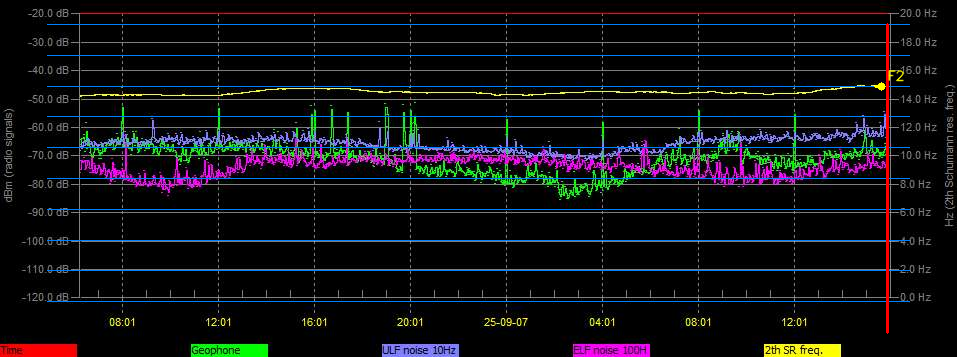 -20.0 dB 20.0 Hz
-30.0 dB 18.0 Hz
-40.0 dB 16.0 Hz
F2
-50.0 dB 14.0 Hz
-60.0 dB 12.0 Hz
-70.0 dB 10.0 Hz
-80.0 dB 8.0 Hz
-90.0 dB 6.0 Hz
-100.0 dB 4.0 Hz
-110.0 dB 2.0 Hz
-120.0 dB 0.0 Hz
dBm (radio signals)
Hz (2th Schumann res. freq.)
08:01 12:01 16:01 20:01 25-09-07 04:01 08:01 12:01
Time Geophone ULF noise 10Hz ELF noise 100H 2th SR freq.